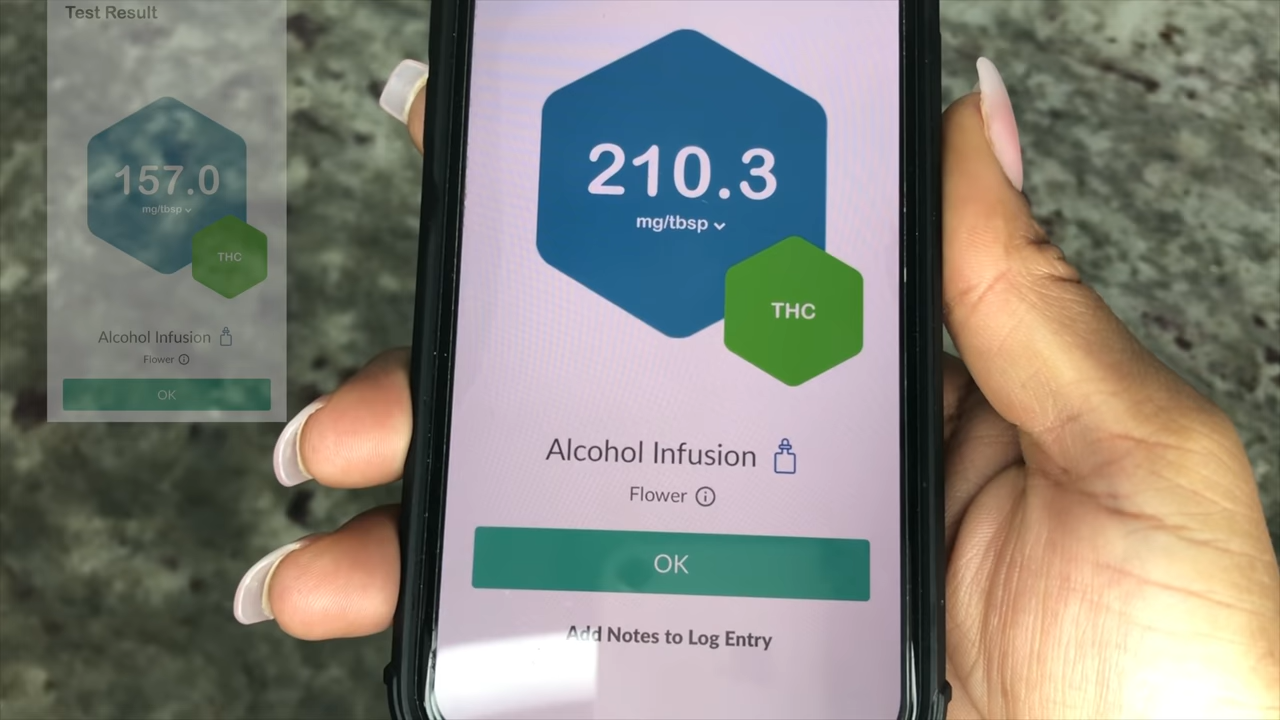 Test Result
157.0
mg/tbsp
THC
Alcohol Infusion
Flower
OK
210.3
mg/tbsp
THC
Alcohol Infusion
Flower
OK
Add Notes to Log Entry